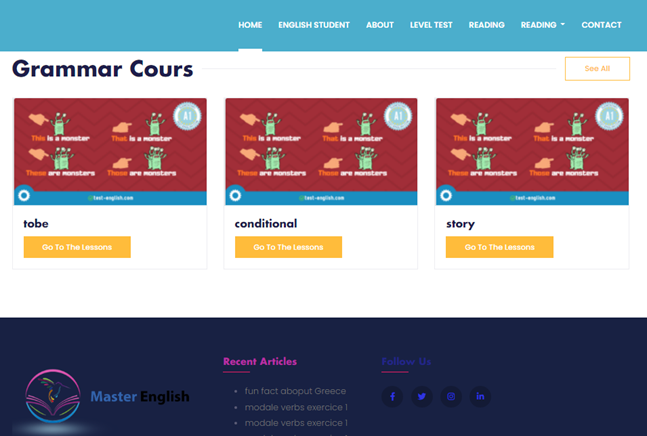 HOME ENGLISH STUDENT ABOUT LEVEL TEST READING READING CONTACT
Grammar Cours
See All
This is a monster That is a monster
These are monsters Those are monsters
A1
test-english.com
This is a monster That is a monster
These are monsters Those are monsters
A1
test-english.com
This is a monster That is a monster
These are monsters Those are monsters
A1
test-english.com
tobe
Go To The Lessons
conditional
Go To The Lessons
story
Go To The Lessons
Master English
Recent Articles
fun fact aboput Greece
modale verbs exercice 1
modale verbs exercice 1
Follow Us